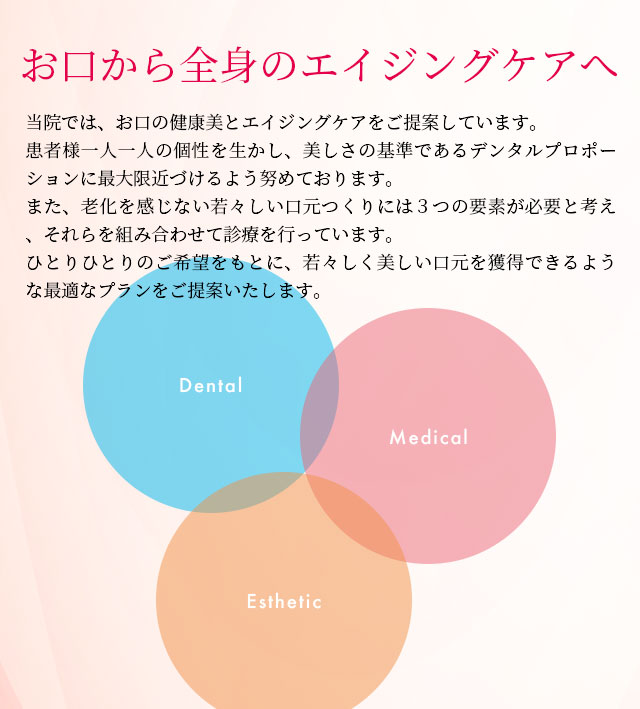 お口から全身のエイジングケアへ
当院では、お口の健康美とエイジングケアをご提案しています。
患者様一人一人の個性を生かし、美しさの基準であるデンタルプロポー
ションに最大限近づけるよう努めております。
また、老化を感じない若々しい口元つくりには３つの要素が必要と考え
、それらを組み合わせて診療を行っています。
ひとりひとりのご希望をもとに、若々しく美しい口元を獲得できるよう
な最適なプランをご提案いたします。
Dental
Medical
Esthetic